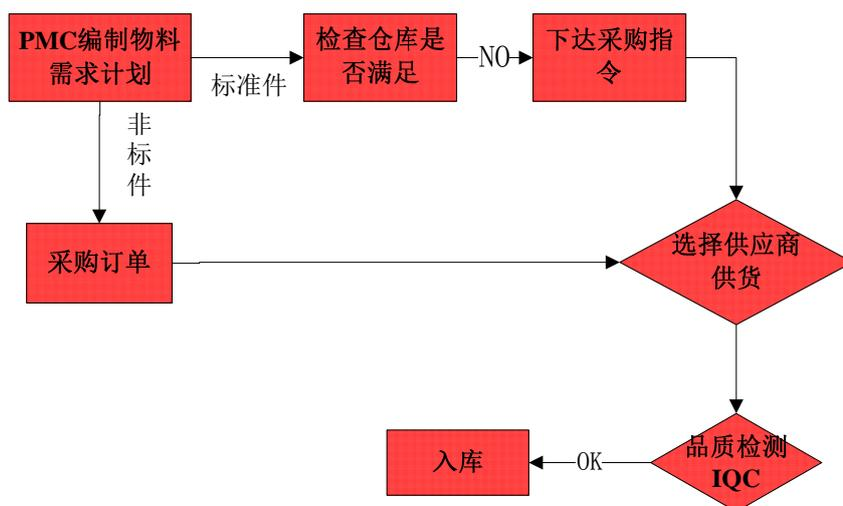 PMC编制物料
需求计划
标准件
检查仓库是
否满足
NO
下达采购指
令
非
标
件
采购订单
选择供应商
供货
品质检测
IQC
OK
入库